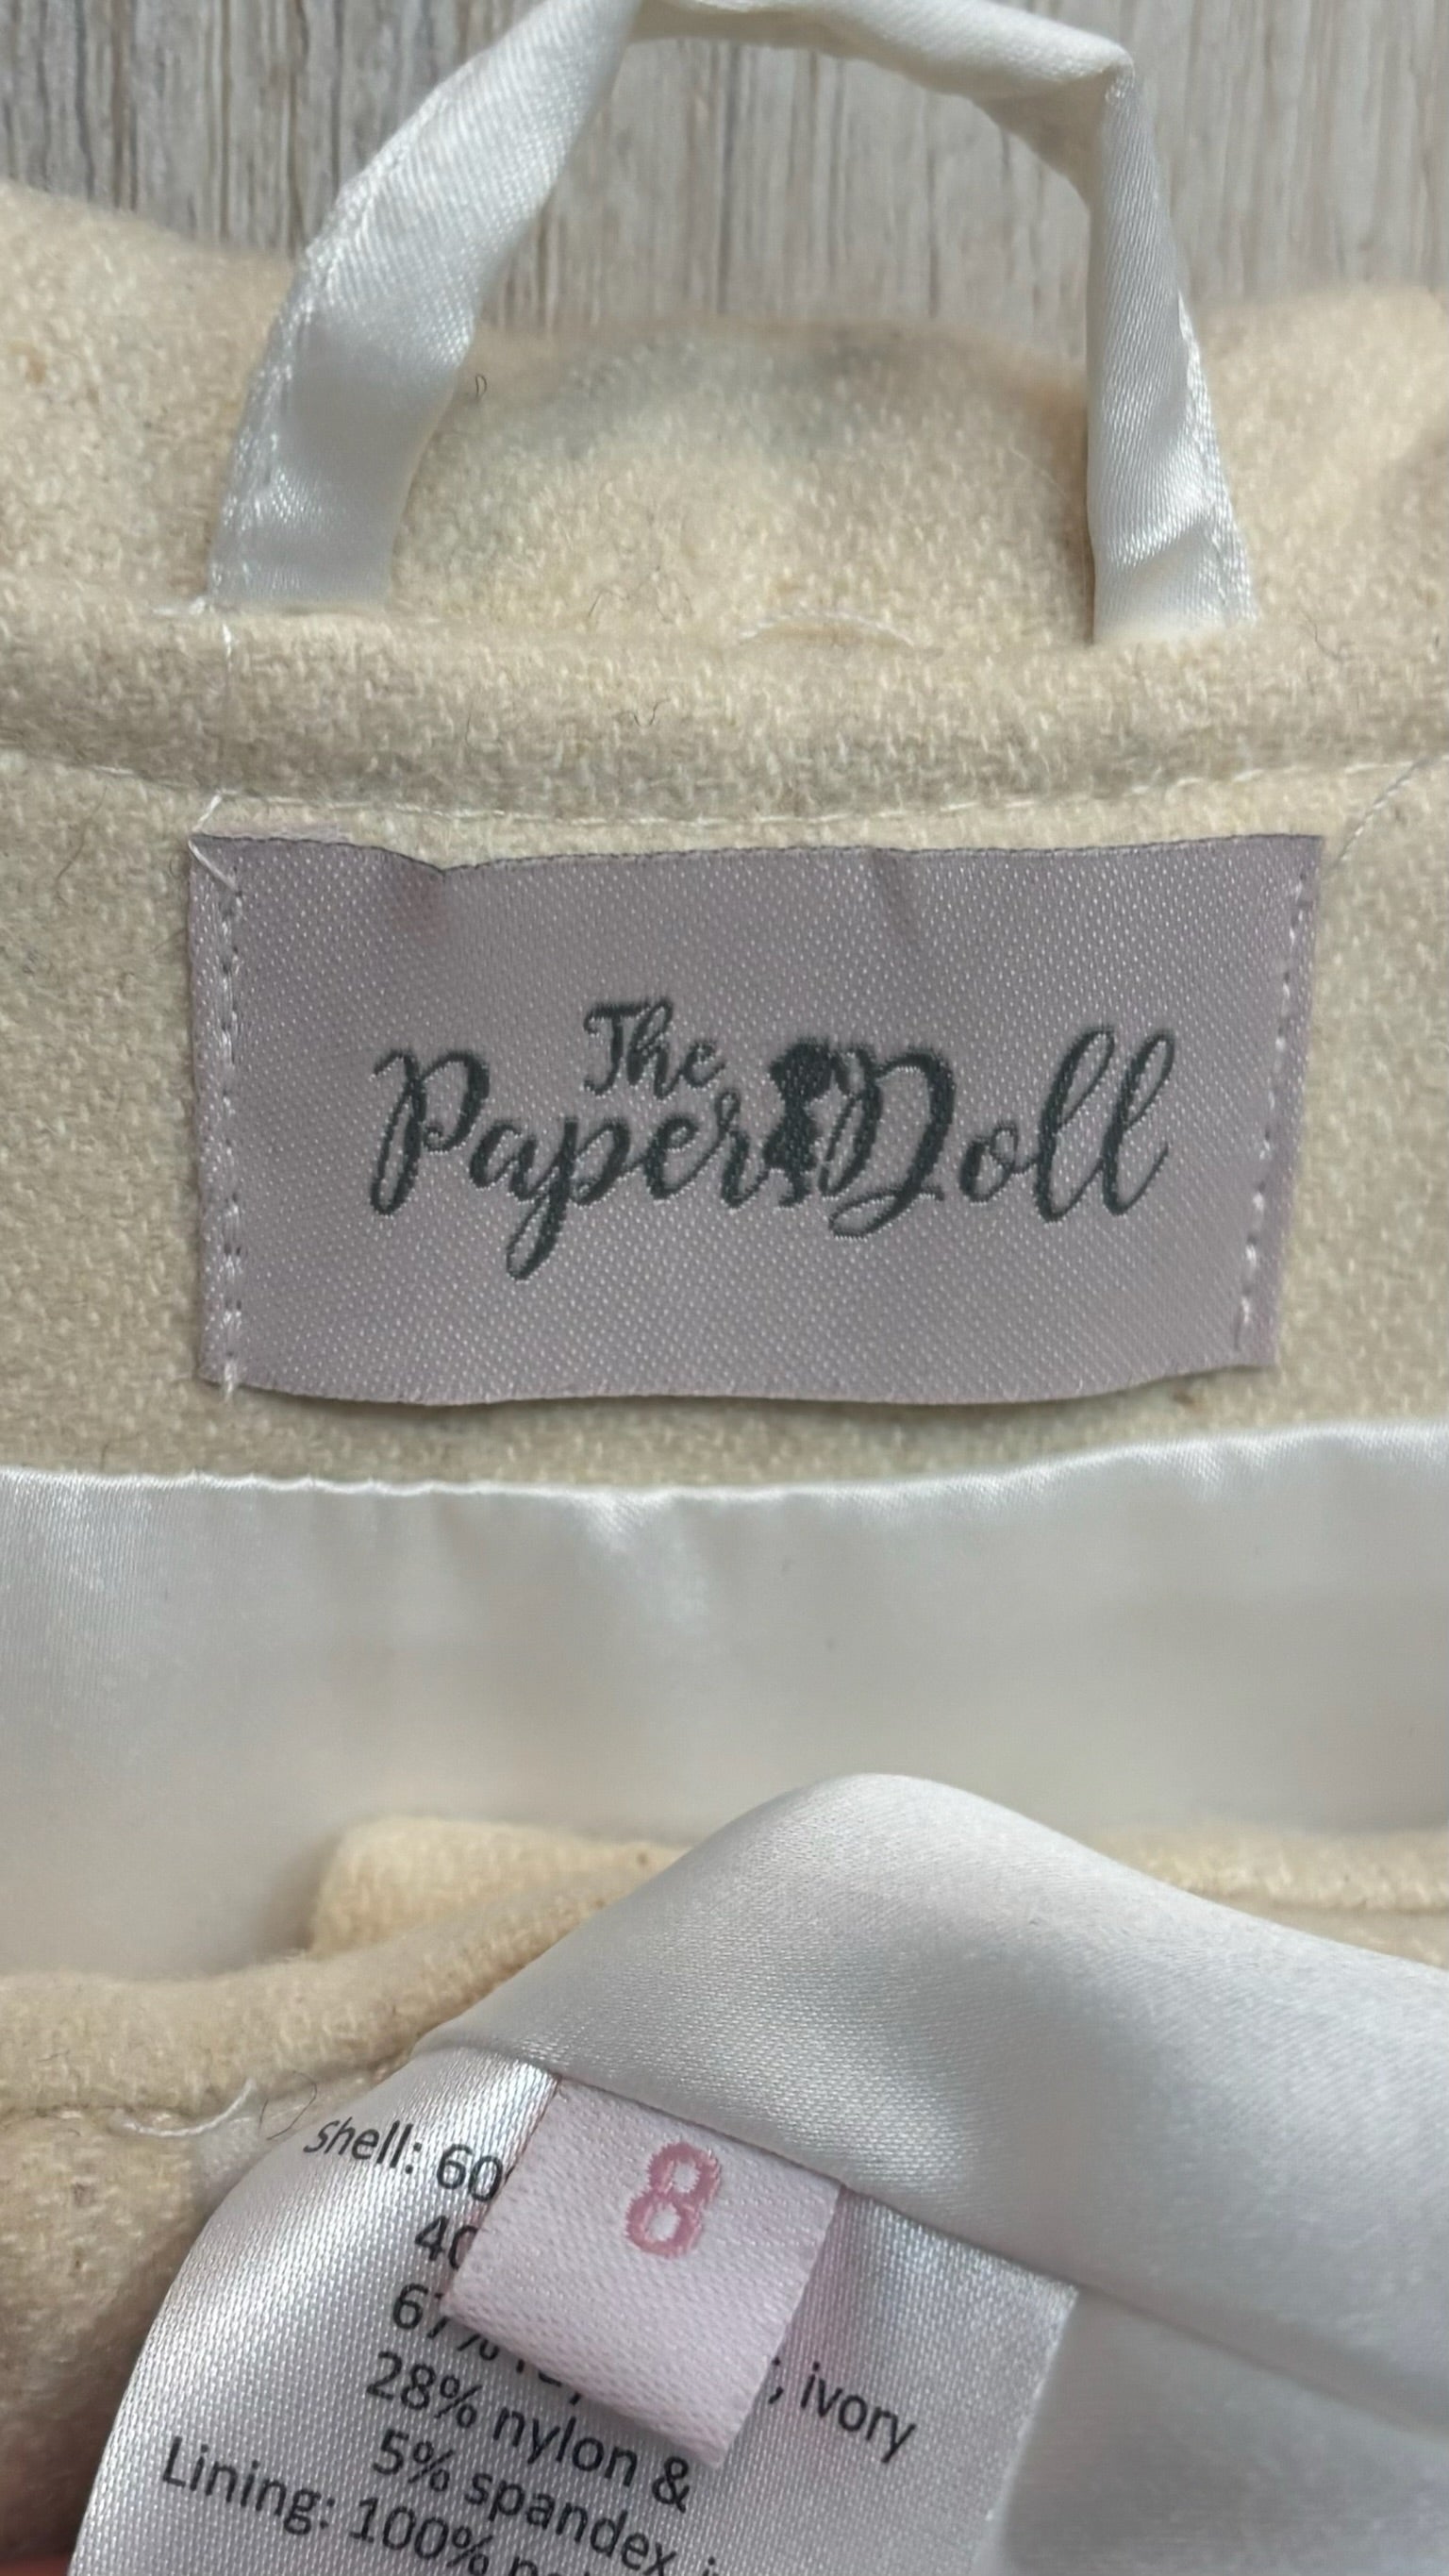 The
Paper Doll
8
shell: 60
40
67%
; ivory
28% nylon &
5% spandex
Lining: 100%